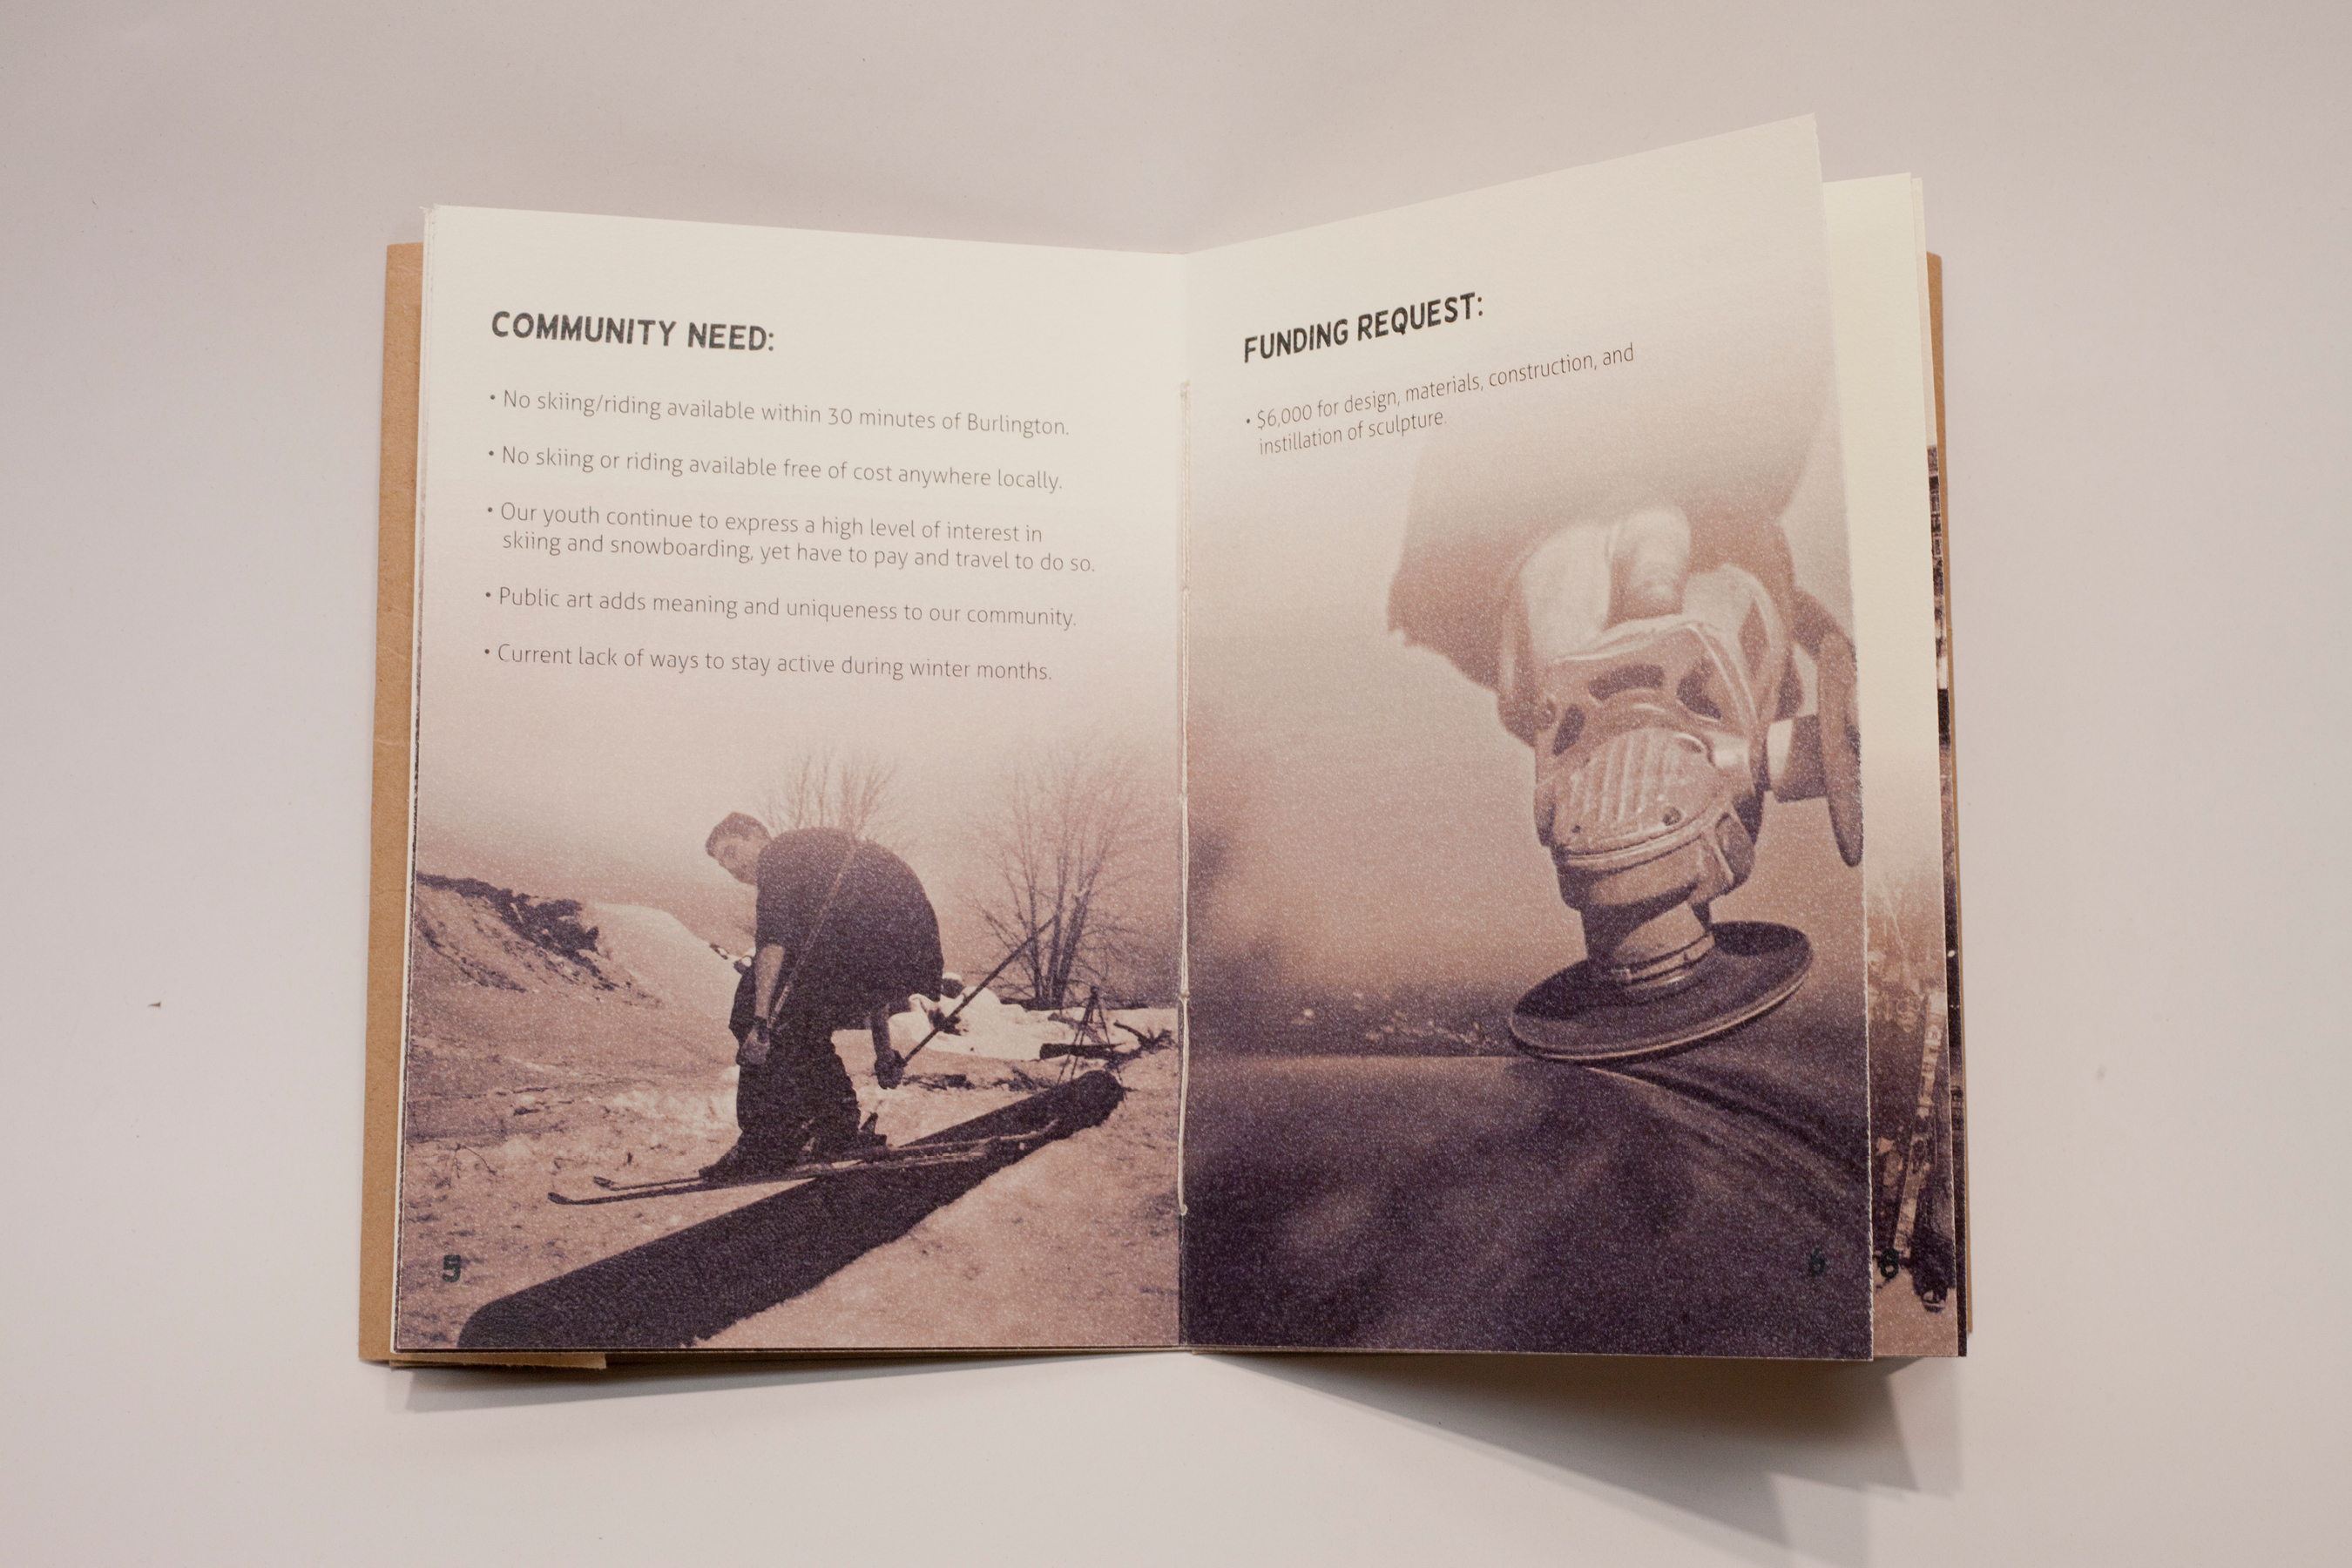 COMMUNITY NEED:
• No skiing/riding available within 30 minutes of Burlington.
• No skiing or riding available free of cost anywhere locally.
• Our youth continue to express a high level of interest in
skiing and snowboarding, yet have to pay and travel to do so.
• Public art adds meaning and uniqueness to our community.
• Current lack of ways to stay active during winter months.
5
FUNDING REQUEST:
• $6,000 for design, materials, construction, and
instillation of sculpture.
6
8